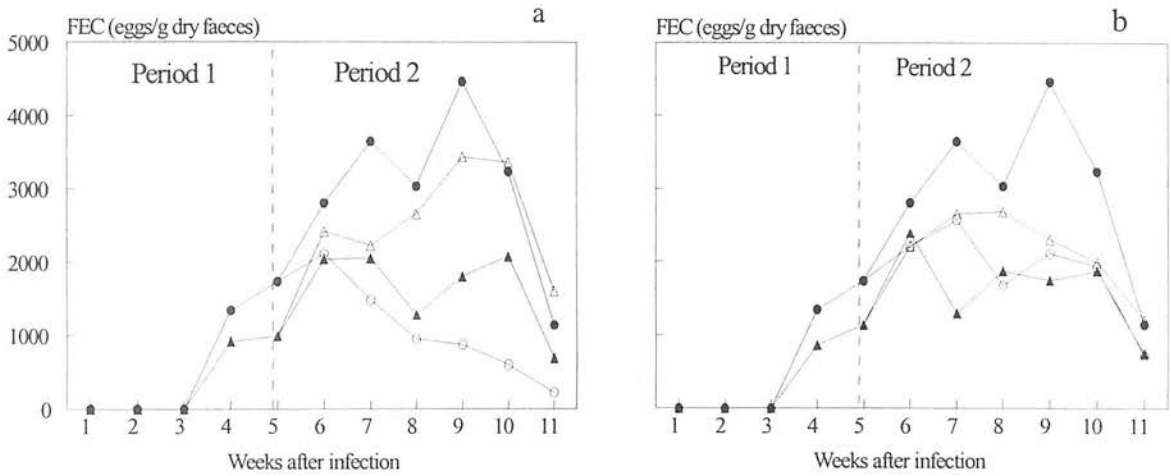 FEC (eggs/g dry faeces) a
5000
Period 1 Period 2
4000
3000
2000
1000
0
1 2 3 4 5 6 7 8 9 10 11
Weeks after infection
FEC (eggs/g dry faeces) b
Period 1 Period 2
1 2 3 4 5 6 7 8 9 10 11
Weeks after infection